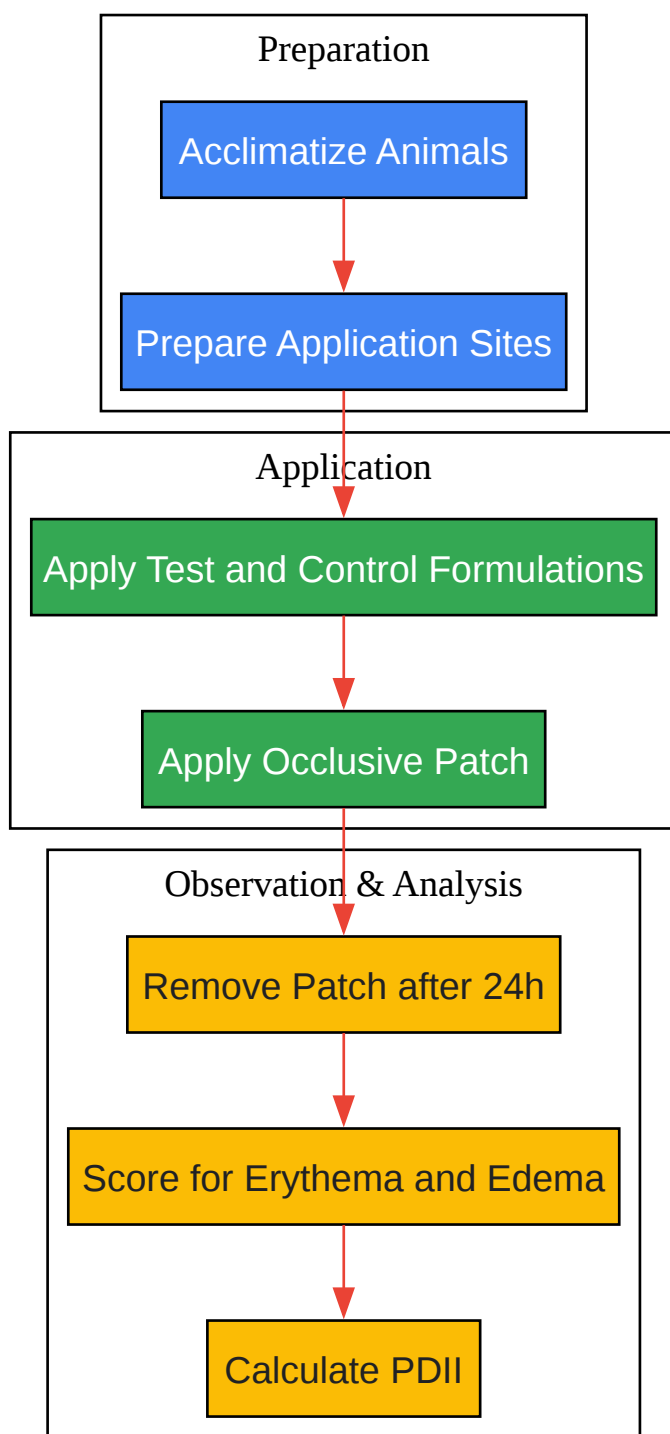 Preparation
Acclimatize Animals
Prepare Application Sites
Application
Apply Test and Control Formulations
Apply Occlusive Patch
Observation & Analysis
Remove Patch after 24h
Score for Erythema and Edema
Calculate PDII